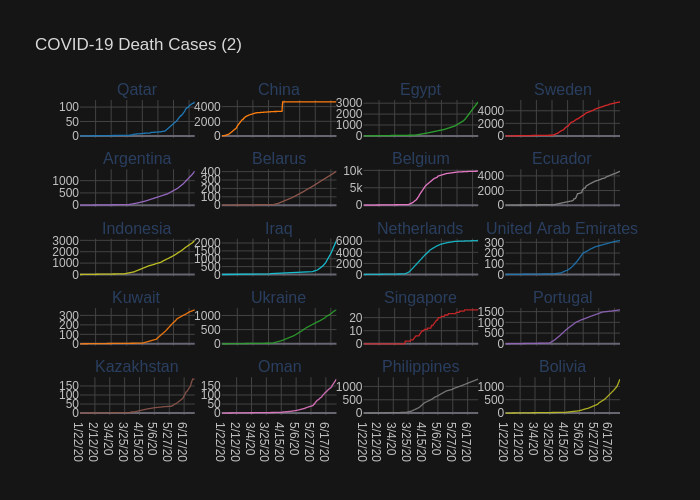 COVID-19 Death Cases (2)
Qatar China Egypt Sweden
100 50 0 4000 2000 0 3000 2000 1000 0 4000 2000 0
Argentina Belarus Belgium Ecuador
1000 500 0 400 300 200 100 0 10k 5k 0 4000 2000 0
Indonesia Iraq Netherlands United Arab Emirates
3000 2000 1000 0 2000 1500 1000 500 0 6000 4000 2000 0 300 200 100 0
Kuwait Ukraine Singapore Portugal
300 200 100 0 1000 500 0 20 10 0 1500 1000 500 0
Kazakhstan Oman Philippines Bolivia
150 100 50 0 150 100 50 0 1000 500 0 1000 500 0
1/22/20 2/12/20 3/4/20 3/25/20 4/15/20 5/6/20 5/27/20 6/17/20 1/22/20 2/12/20 3/4/20 3/25/20 4/15/20 5/6/20 5/27/20 6/17/20 1/22/20 2/12/20 3/4/20 3/25/20 4/15/20 5/6/20 5/27/20 6/17/20 1/22/20 2/12/20 3/4/20 3/25/20 4/15/20 5/6/20 5/27/20 6/17/20